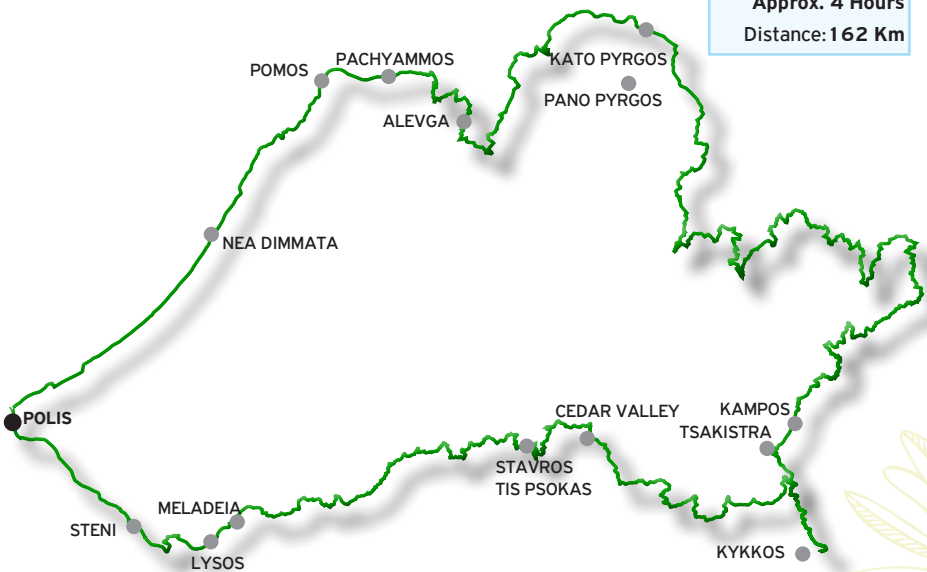 Approx. 4 Hours
Distance: 162 Km
KATO PYRGOS
PACHYAMMOS
POMOS
PANO PYRGOS
ALEVGA
NEA DIMMATA
POLIS
CEDAR VALLEY
KAMPOS
TSAKISTRA
STAVROS
TIS PSOKAS
MELADEIA
STENI
LYSOS
KYKKOS